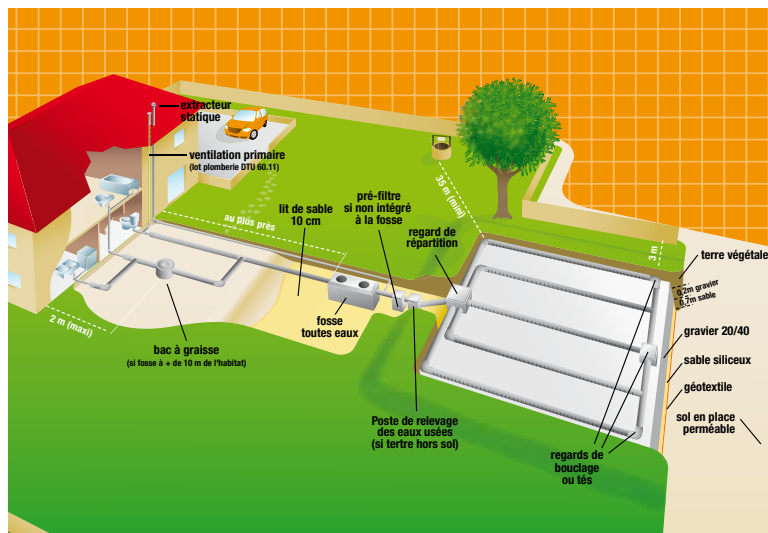 extracteur
statique
ventilation primaire
(lot plomberie DTU 60.11)
au plus près
lit de sable
10 cm
pré-filtre
si non intégré
à la fosse
35 m (mini)
regard de
répartition
3 m
terre végétale
0.2m gravier
0.7m sable
gravier 20/40
sable siliceux
géotextile
sol en place
perméable
2 m (maxi)
bac à graisse
(si fosse à + de 10 m de l'habitat)
fosse
toutes eaux
Poste de relevage
des eaux usées
(si tertre hors sol)
regards de
bouclage
ou tés